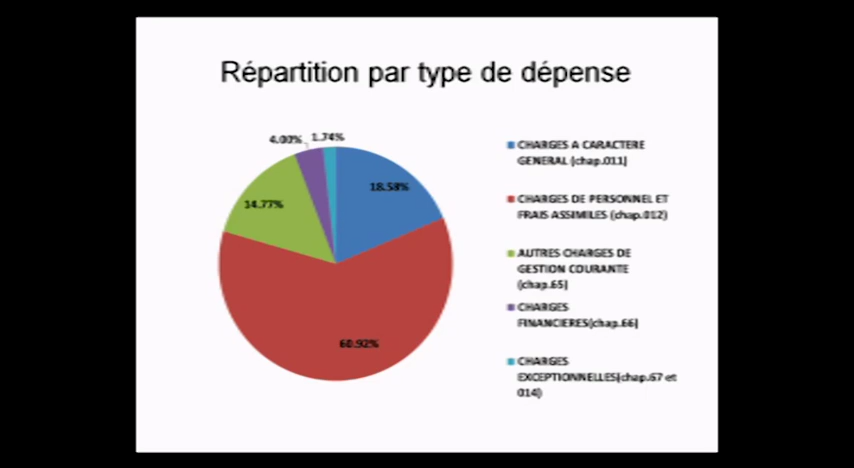 Répartition par type de dépense
4.00% 1.74%
18.58%
14.77%
60.92%
CHARGES A CARACTERE
GENERAL (chap.011)
CHARGES DE PERSONNEL ET
FRAIS ASSIMILES (chap.012)
AUTRES CHARGES DE
GESTION COURANTE
(chap.65)
CHARGES
FINANCIERES(chap.66)
CHARGES
EXCEPTIONNELLES(chap.67 et
014)